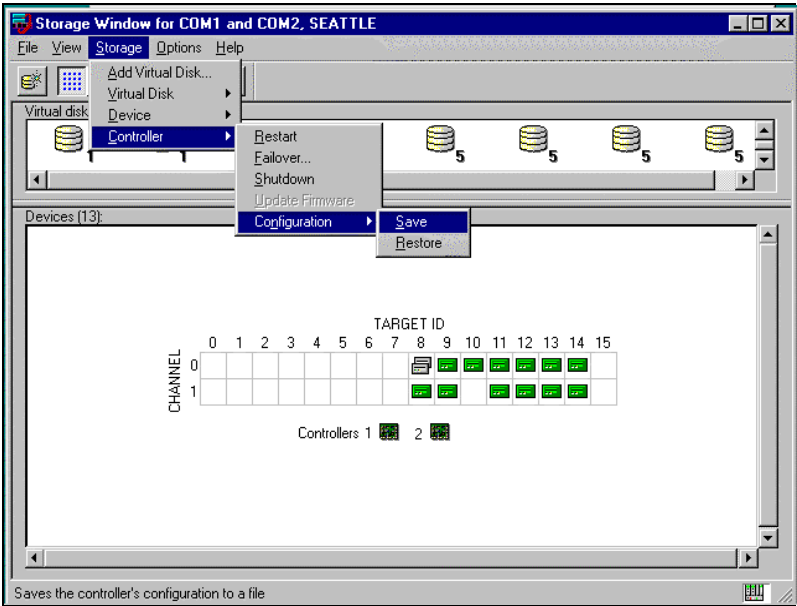 Storage Window for COM1 and COM2, SEATTLE
File View Storage Options Help
Add Virtual Disk...
Virtual Disk
Device
Controller
Virtual disk
1 1 5 5 5 5
Restart
Failover...
Shutdown
Update Firmware
Configuration
Save
Restore
Devices (13):
TARGET ID
0 1 2 3 4 5 6 7 8 9 10 11 12 13 14 15
CHANNEL
0
1
Controllers 1 2
Saves the controller's configuration to a file